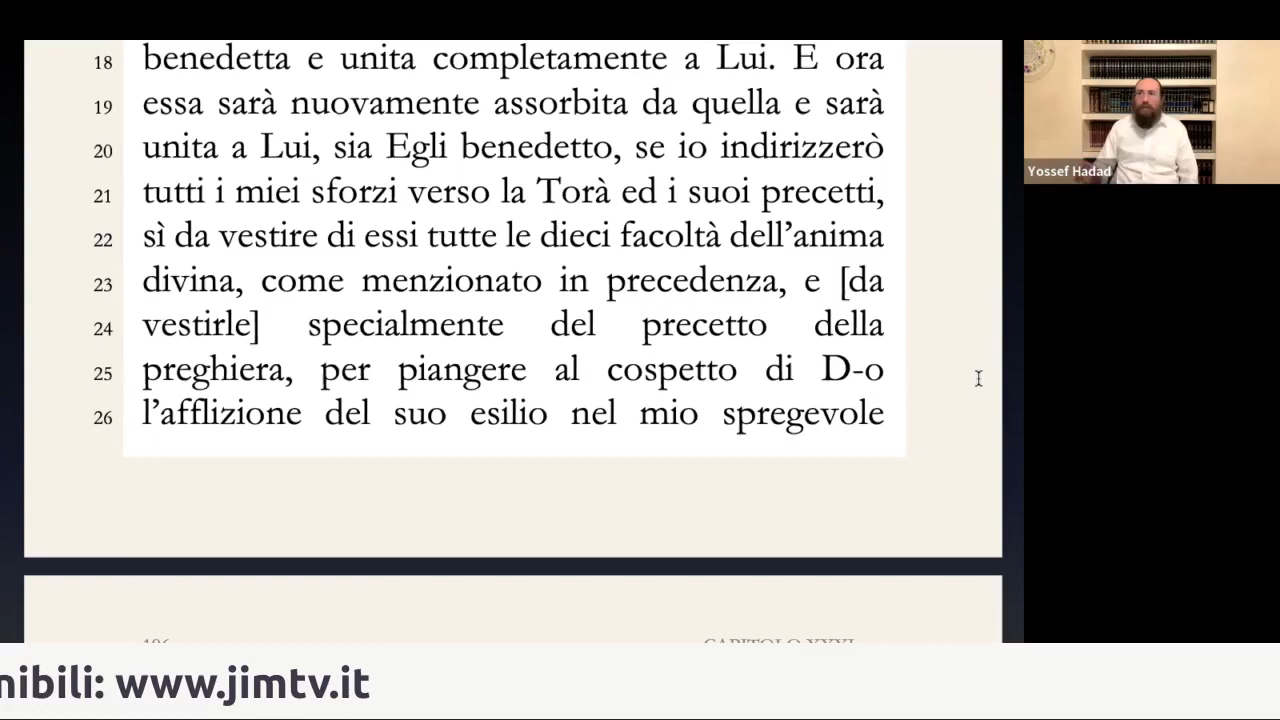 18 benedetta e unita completamente a Lui. E ora
19 essa sarà nuovamente assorbita da quella e sarà
20 unita a Lui, sia Egli benedetto, se io indirizzerò
21 tutti i miei sforzi verso la Torà ed i suoi precetti,
22 sì da vestire di essi tutte le dieci facoltà dell’anima
23 divina, come menzionato in precedenza, e [da
24 vestirle] specialmente del precetto della
25 preghiera, per piangere al cospetto di D-o
26 l’afflizione del suo esilio nel mio spregevole
Yossef Hadad
CAPITOLO XXXI
nibili: www.jimtv.it